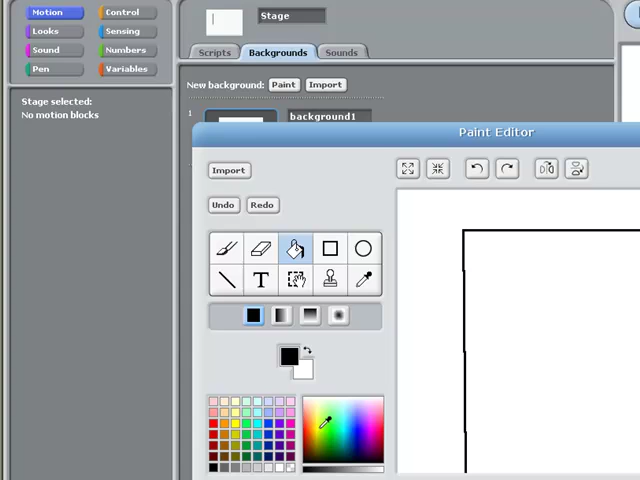 Motion Control
Looks Sensing
Sound Numbers
Pen Variables
Stage selected:
No motion blocks
Stage
Scripts Backgrounds Sounds
New background: Paint Import
1 background1
Paint Editor
Import
Undo Redo
T